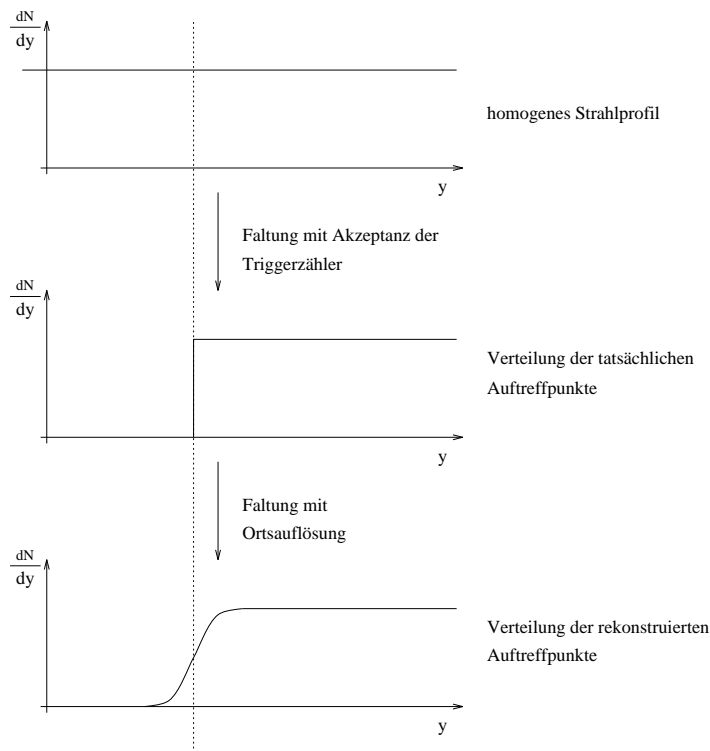 dN
dy
homogenes Strahlprofil
y
Faltung mit Akzeptanz der
Triggerzähler
dN
dy
Verteilung der tatsächlichen
Auftreffpunkte
y
Faltung mit
Ortsauflösung
dN
dy
Verteilung der rekonstruierten
Auftreffpunkte
y